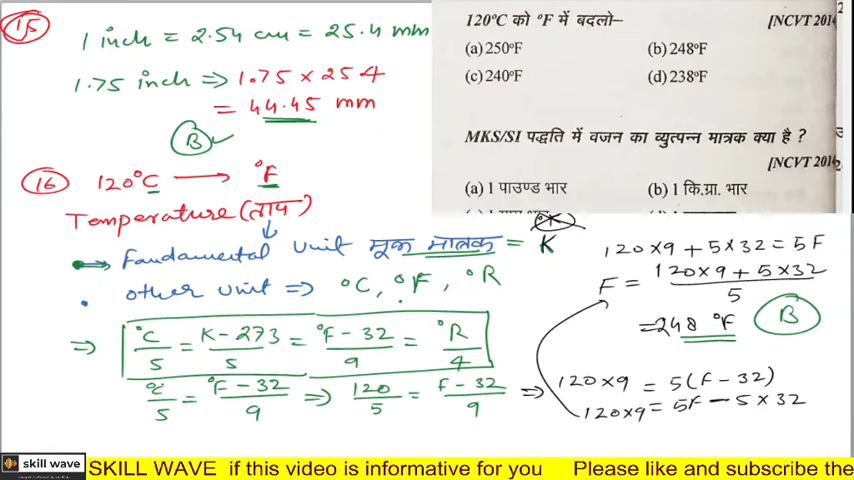 15
1 inch = 2.54 cm = 25.4 mm
1.75 inch ⇒ 1.75 × 25 4
= 44.45 mm
B
16 120°C → °F
Temperature (ताप)
Fundamental Unit मूल मात्रक = K
other unit ⇒ °C, °F, °R
⇒ °C/5 = K-273/5 = °F-32/9 = °R/4
°C/5 = °F-32/9 ⇒ 120/5 = F-32/9 ⇒
120×9 = 5(F-32)
120×9 = 5F - 5×32
120×9 + 5×32 = 5F
F = 120×9 + 5×32/5
=248 °F B
120°C को °F में बदलो– [NCVT 2014
(a) 250°F (b) 248°F
(c) 240°F (d) 238°F
MKS/SI पद्धति में वजन का व्युत्पन्न मात्रक क्या है ?
[NCVT 2014
(a) 1 पाउण्ड भार (b) 1 कि.ग्रा. भार
skill wave
SKILL WAVE if this video is informative for you Please like and subscribe the